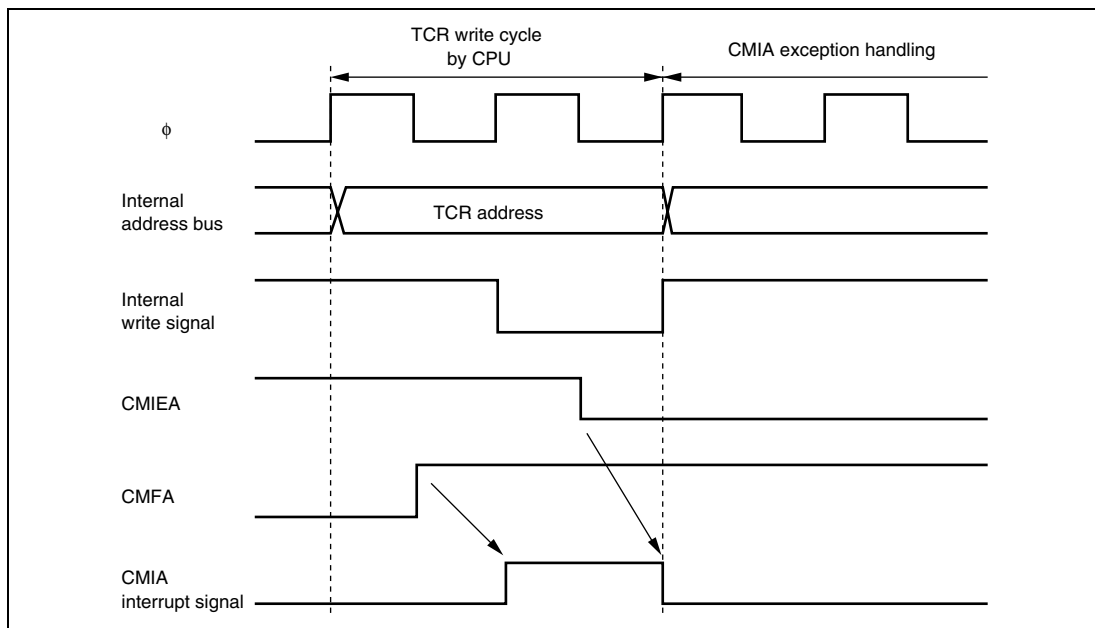 TCR write cycle
by CPU
CMIA exception handling
ϕ
Internal
address bus
TCR address
Internal
write signal
CMIEA
CMFA
CMIA
interrupt signal